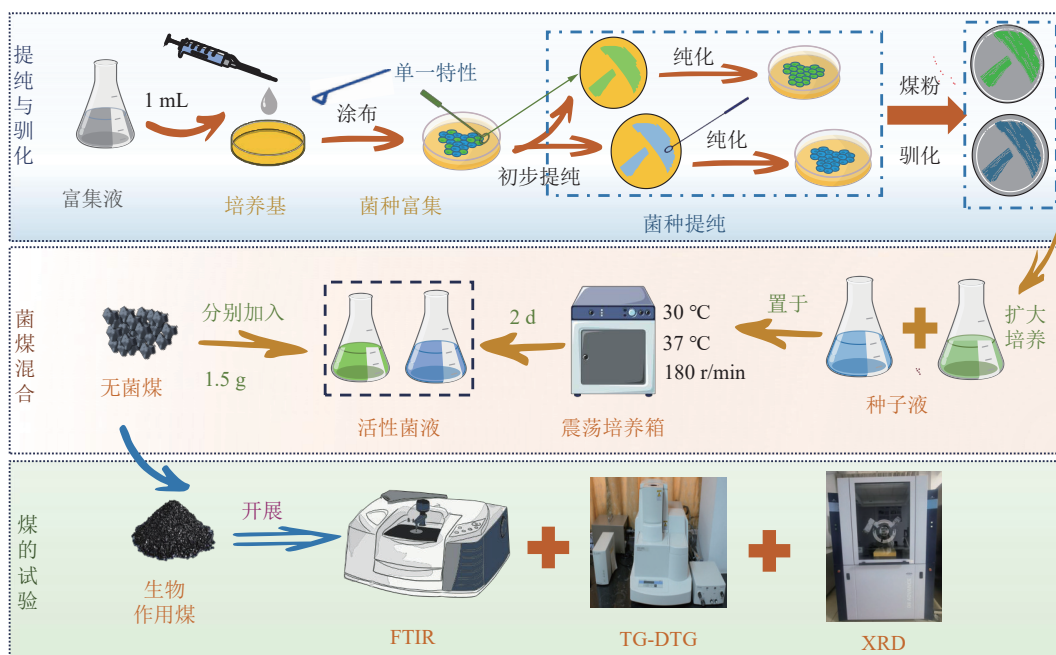 提纯与驯化
1 mL
富集液
培养基
涂布
单一特性
菌种富集
初步提纯
纯化
纯化
菌种提纯
煤粉
驯化
菌煤混合
无菌煤
分别加入
1.5 g
活性菌液
2 d
30 ℃
37 ℃
180 r/min
震荡培养箱
置于
种子液
扩大
培养
煤的试验
生物
作用煤
开展
FTIR
TG-DTG
XRD